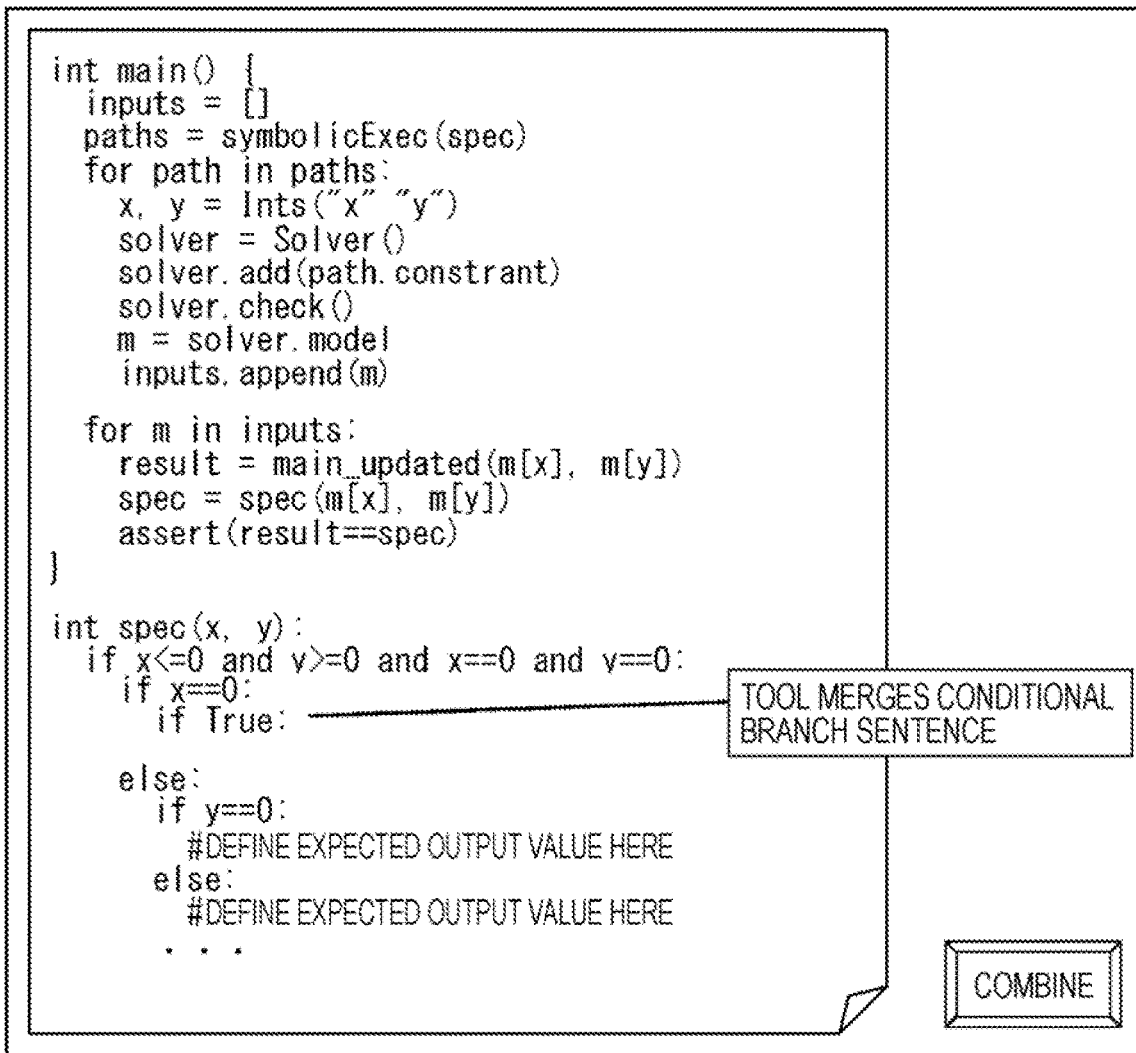 int main() {
  inputs = []
  paths = symbolicExec(spec)
  for path in paths:
    x, y = Ints("x" "y")
    solver = Solver()
    solver.add(path.constrant)
    solver.check()
    m = solver.model
    inputs.append(m)
  for m in inputs:
    result = main_updated(m[x], m[y])
    spec = spec(m[x], m[y])
    assert(result==spec)
}
int spec(x, y):
  if x<=0 and y>=0 and x==0 and y==0:
    if x==0:
      if True:
TOOL MERGES CONDITIONAL
BRANCH SENTENCE
    else:
      if y==0:
        #DEFINE EXPECTED OUTPUT VALUE HERE
      else:
        #DEFINE EXPECTED OUTPUT VALUE HERE
      . . .
COMBINE